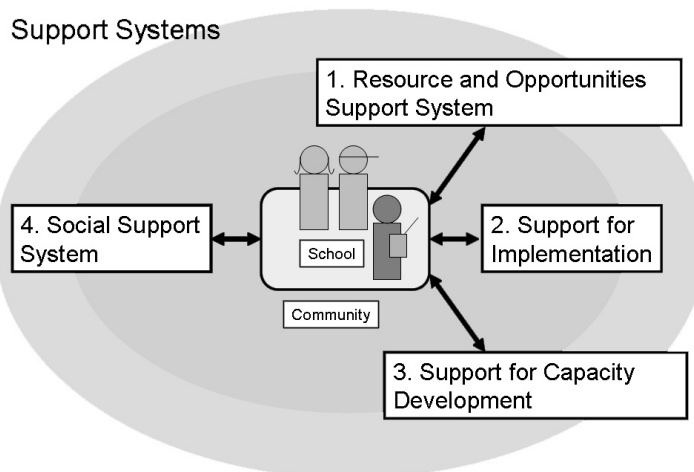 Support Systems
1. Resource and Opportunities
Support System
4. Social Support
System
School
2. Support for
Implementation
Community
3. Support for Capacity
Development